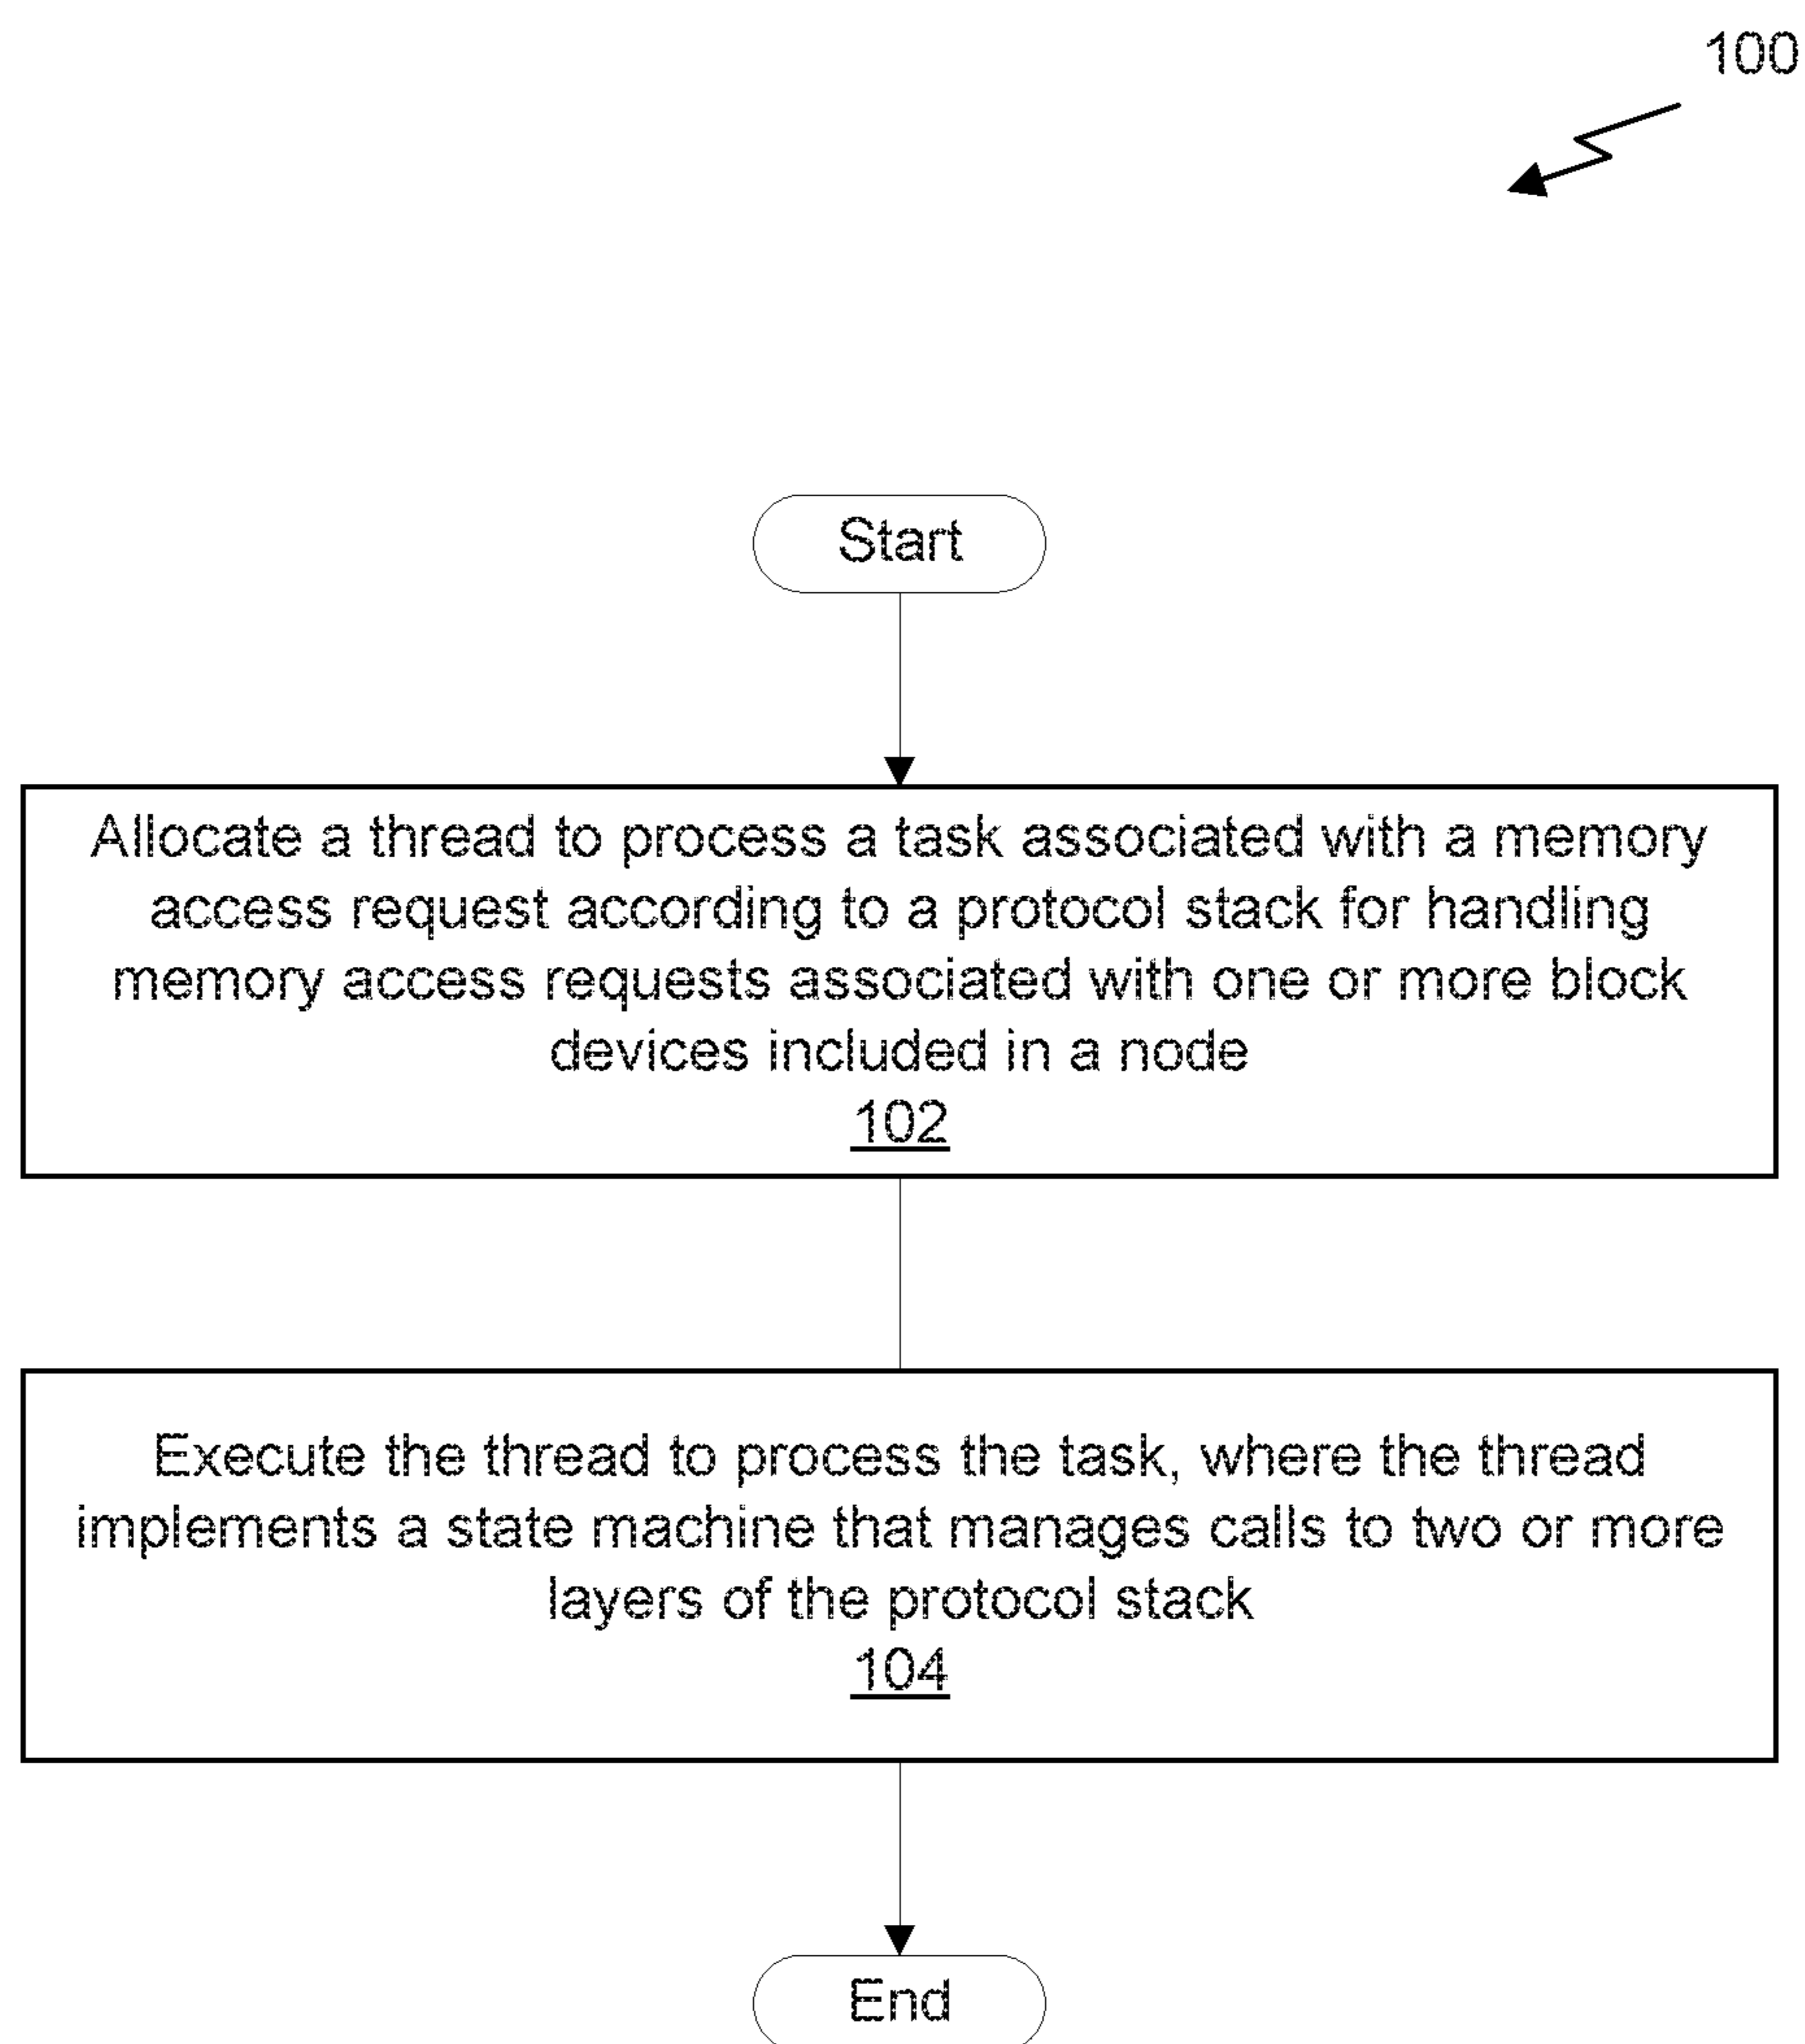 100
Start
Allocate a thread to process a task associated with a memory
access request according to a protocol stack for handling
memory access requests associated with one or more block
devices included in a node
102
Execute the thread to process the task, where the thread
implements a state machine that manages calls to two or more
layers of the protocol stack
104
End